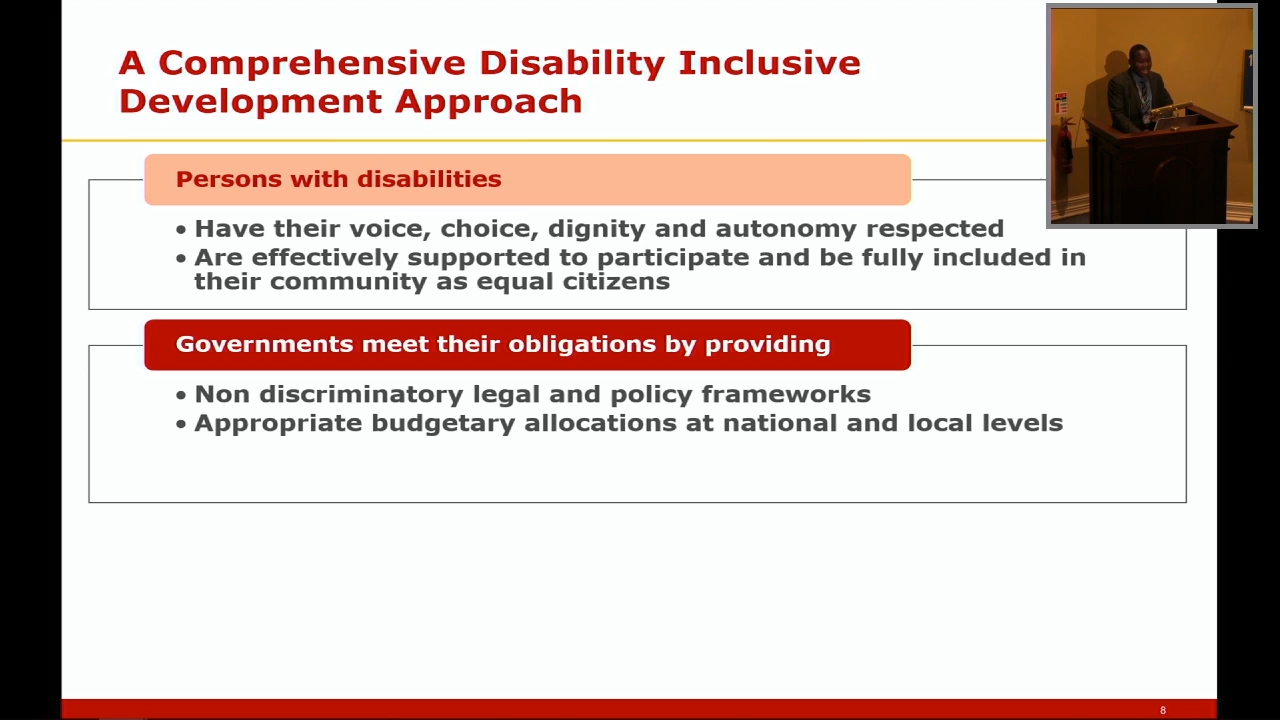 A Comprehensive Disability Inclusive
Development Approach
Persons with disabilities
• Have their voice, choice, dignity and autonomy respected
• Are effectively supported to participate and be fully included in
their community as equal citizens
Governments meet their obligations by providing
• Non discriminatory legal and policy frameworks
• Appropriate budgetary allocations at national and local levels
8